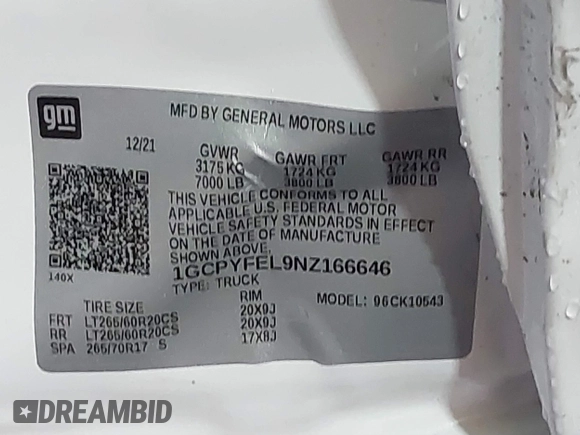 gm
MFD BY GENERAL MOTORS LLC
12/21
GVWR GAWR FRT GAWR RR
3175 KG 1724 KG 1724 KG
7000 LB 3800 LB 3800 LB
THIS VEHICLE CONFORMS TO ALL
APPLICABLE U.S. FEDERAL MOTOR
VEHICLE SAFETY STANDARDS IN EFFECT
ON THE DATE OF MANUFACTURE
SHOWN ABOVE.
1GCPYFEL9NZ166646
TYPE: TRUCK
140X
MODEL: 96CK10543
TIRE SIZE RIM
FRT LT265/60R20CS 20X9J
RR LT265/60R20CS 20X9J
SPA 265/70R17 S 17X8J
DREAMBID